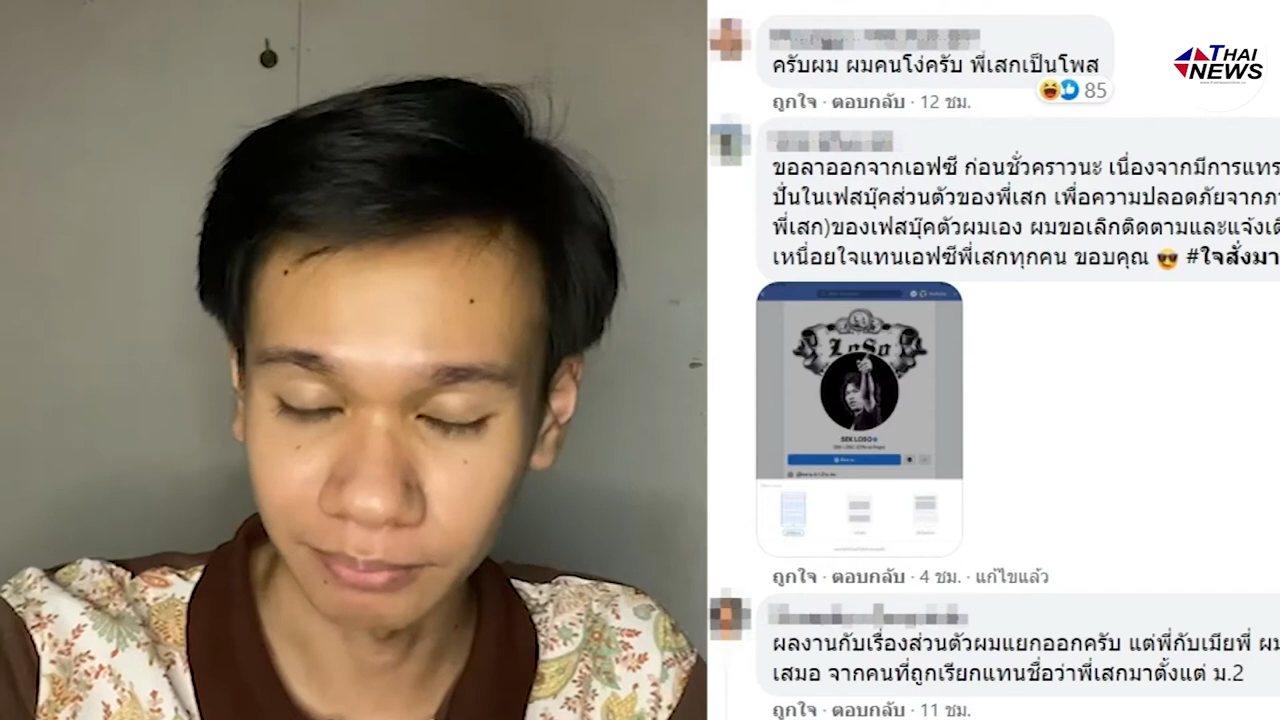 THAI
NEWS
ครับผม ผมคนโง่ครับ พี่เสกเป็นโพส
85
ถูกใจ · ตอบกลับ · 12 ชม.
ขอลาออกจากเอฟซี ก่อนชั่วคราวนะ เนื่องจากมีการแทร
ปั่นในเฟสบุ๊คส่วนตัวของพี่เสก เพื่อความปลอดภัยจากภา
พี่เสก)ของเฟสบุ๊คตัวผมเอง ผมขอเลิกติดตามและแจ้งเตื
เหนื่อยใจแทนเอฟซีพี่เสกทุกคน ขอบคุณ 😎 #ใจสั่งมา
LoSo
SEK LOSO
ถูกใจ · ตอบกลับ · 4 ชม. · แก้ไขแล้ว
ผลงานกับเรื่องส่วนตัวผมแยกออกครับ แต่พี่กับเมียพี่ ผม
เสมอ จากคนที่ถูกเรียกแทนชื่อว่าพี่เสกมาตั้งแต่ ม.2
ถูกใจ · ตอบกลับ · 11 ชม.